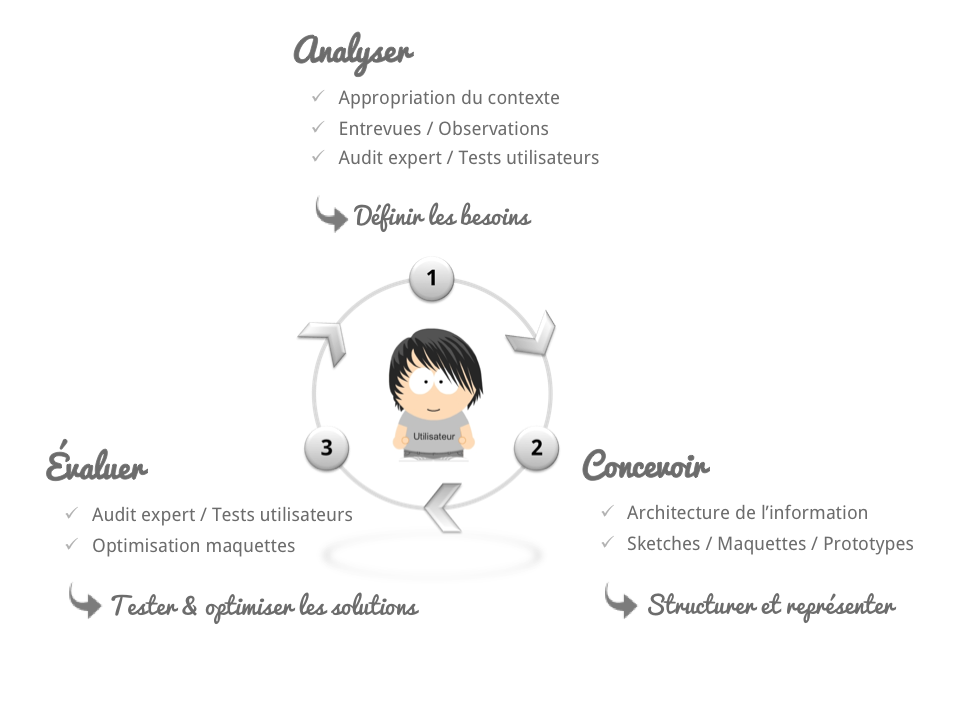 Analyser
Appropriation du contexte
Entrevues / Observations
Audit expert / Tests utilisateurs
Définir les besoins
1
Utilisateur
3
2
Évaluer
Audit expert / Tests utilisateurs
Optimisation maquettes
Tester & optimiser les solutions
Concevoir
Architecture de l'information
Sketches / Maquettes / Prototypes
Structurer et représenter